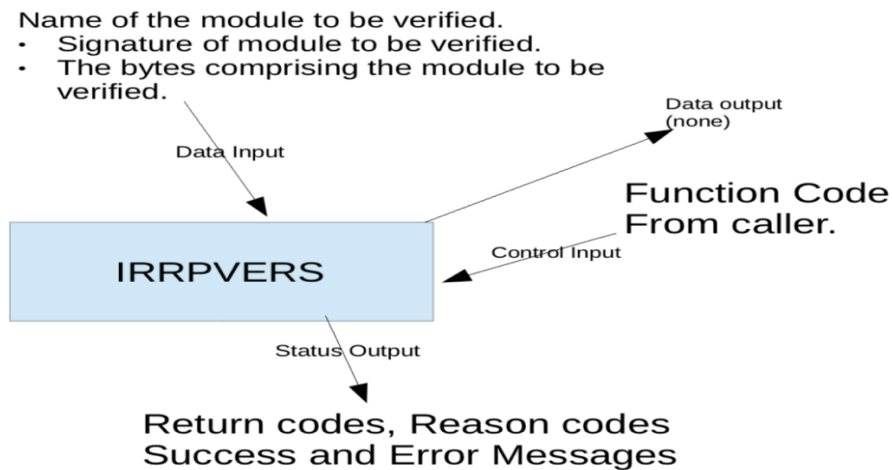 Name of the module to be verified.
• Signature of module to be verified.
• The bytes comprising the module to be
verified.
Data Input
Data output
(none)
Function Code
From caller.
Control Input
IRRPVERS
Status Output
Return codes, Reason codes
Success and Error Messages